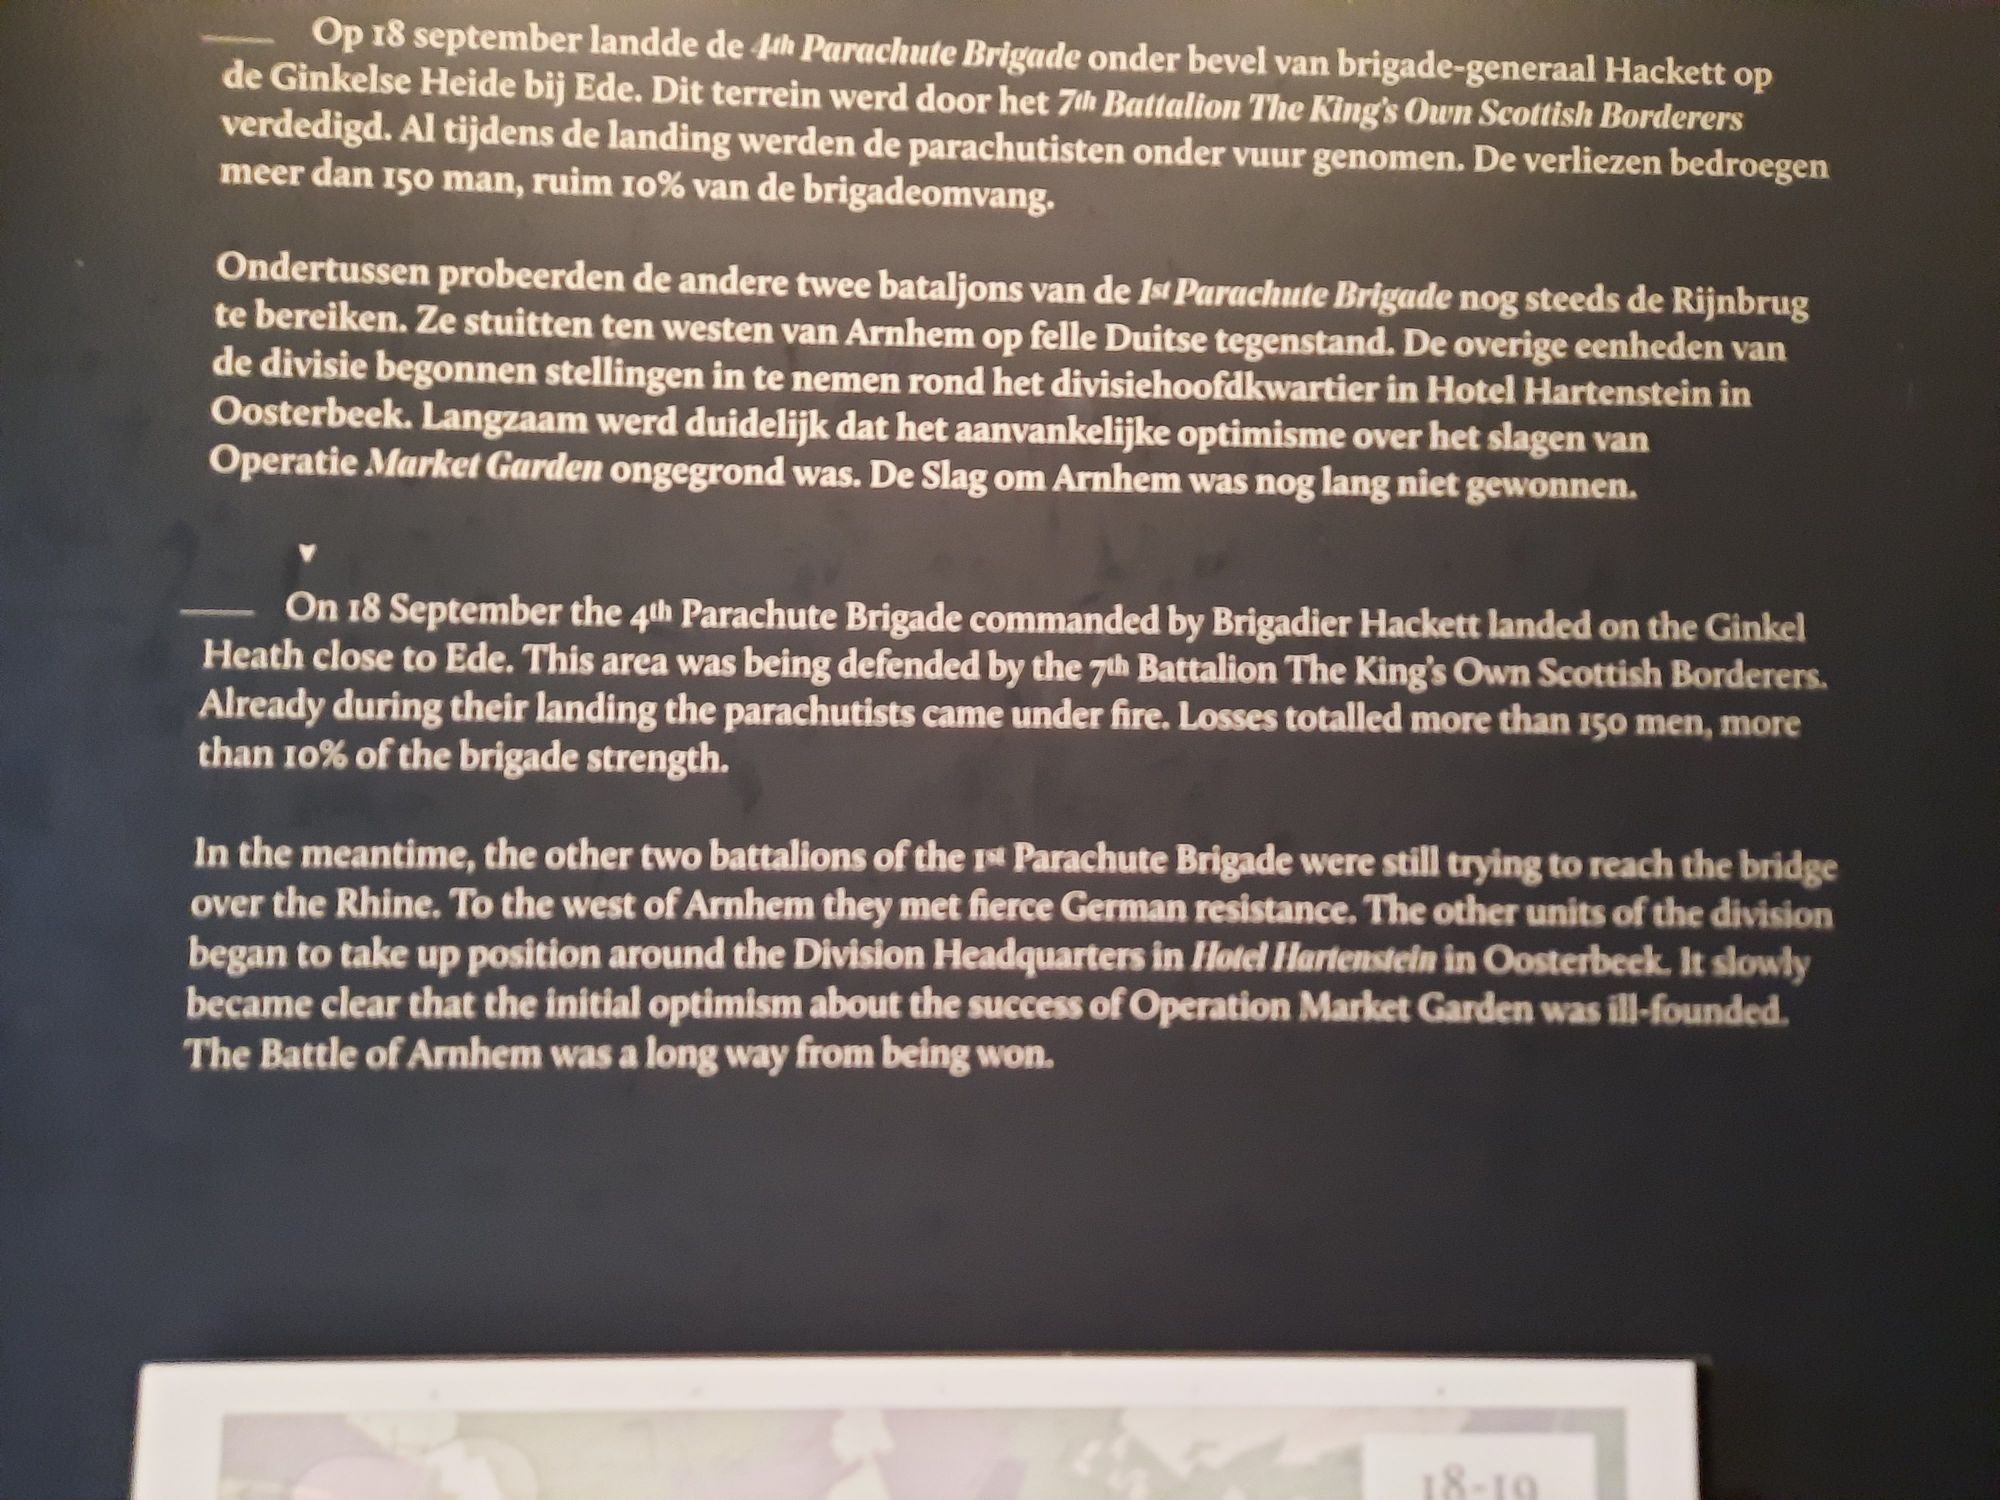 Op 18 september landde de 4th Parachute Brigade onder bevel van brigade-generaal Hackett op
de Ginkelse Heide bij Ede. Dit terrein werd door het 7th Battalion The King's Own Scottish Borderers
verdedigd. Al tijdens de landing werden de parachutisten onder vuur genomen. De verliezen bedroegen
meer dan 150 man, ruim 10% van de brigadeomvang.
Ondertussen probeerden de andere twee bataljons van de 1st Parachute Brigade nog steeds de Rijnbrug
te bereiken. Ze stuitten ten westen van Arnhem op felle Duitse tegenstand. De overige eenheden van
de divisie begonnen stellingen in te nemen rond het divisiehoofdkwartier in Hotel Hartenstein in
Oosterbeek. Langzaam werd duidelijk dat het aanvankelijke optimisme over het slagen van
Operatie Market Garden ongegrond was. De Slag om Arnhem was nog lang niet gewonnen.
On 18 September the 4th Parachute Brigade commanded by Brigadier Hackett landed on the Ginkel
Heath close to Ede. This area was being defended by the 7th Battalion The King's Own Scottish Borderers.
Already during their landing the parachutists came under fire. Losses totalled more than 150 men, more
than 10% of the brigade strength.
In the meantime, the other two battalions of the 1st Parachute Brigade were still trying to reach the bridge
over the Rhine. To the west of Arnhem they met fierce German resistance. The other units of the division
began to take up position around the Division Headquarters in Hotel Hartenstein in Oosterbeek. It slowly
became clear that the initial optimism about the success of Operation Market Garden was ill-founded.
The Battle of Arnhem was a long way from being won.
18-19